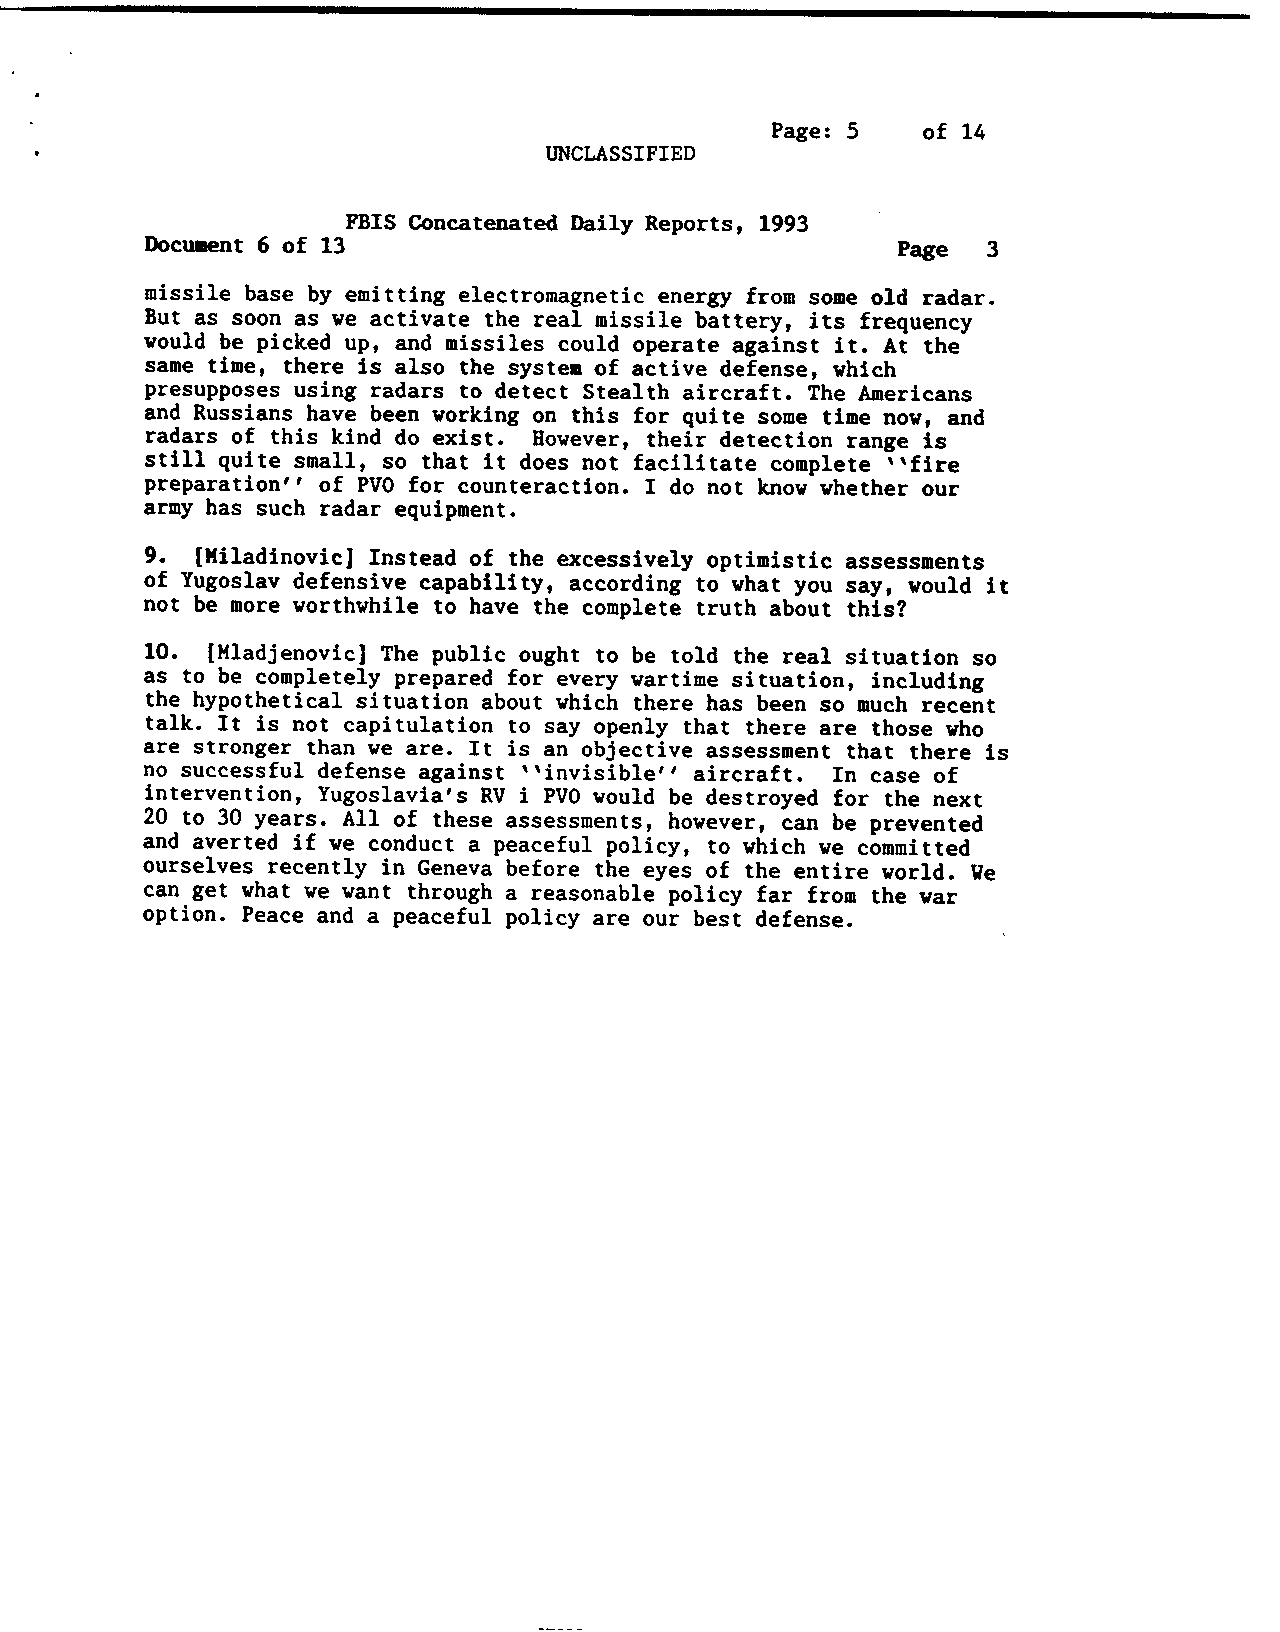 Page: 5 of 14
UNCLASSIFIED
FBIS Concatenated Daily Reports, 1993
Document 6 of 13 Page 3
missile base by emitting electromagnetic energy from some old radar.
But as soon as we activate the real missile battery, its frequency
would be picked up, and missiles could operate against it. At the
same time, there is also the system of active defense, which
presupposes using radars to detect Stealth aircraft. The Americans
and Russians have been working on this for quite some time now, and
radars of this kind do exist. However, their detection range is
still quite small, so that it does not facilitate complete ``fire
preparation'' of PVO for counteraction. I do not know whether our
army has such radar equipment.
9. [Miladinovic] Instead of the excessively optimistic assessments
of Yugoslav defensive capability, according to what you say, would it
not be more worthwhile to have the complete truth about this?
10. [Mladjenovic] The public ought to be told the real situation so
as to be completely prepared for every wartime situation, including
the hypothetical situation about which there has been so much recent
talk. It is not capitulation to say openly that there are those who
are stronger than we are. It is an objective assessment that there is
no successful defense against ``invisible'' aircraft. In case of
intervention, Yugoslavia's RV i PVO would be destroyed for the next
20 to 30 years. All of these assessments, however, can be prevented
and averted if we conduct a peaceful policy, to which we committed
ourselves recently in Geneva before the eyes of the entire world. We
can get what we want through a reasonable policy far from the war
option. Peace and a peaceful policy are our best defense.